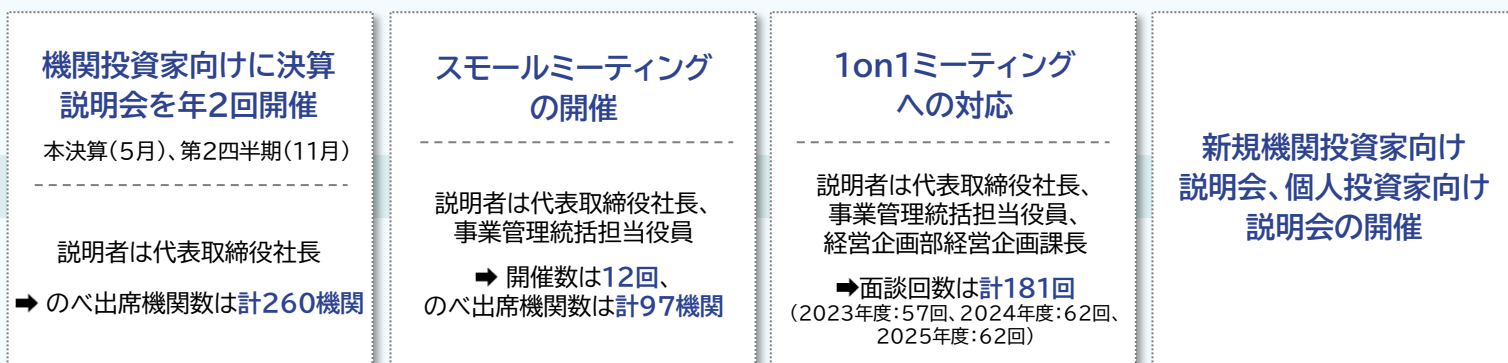 機関投資家向けに決算
説明会を年2回開催
本決算(5月)、第2四半期(11月)
説明者は代表取締役社長
➡ のべ出席機関数は計260機関
スモールミーティング
の開催
説明者は代表取締役社長、
事業管理統括担当役員
➡ 開催数は12回、
のべ出席機関数は計97機関
1on1ミーティング
への対応
説明者は代表取締役社長、
事業管理統括担当役員、
経営企画部経営企画課長
➡面談回数は計181回
(2023年度:57回、2024年度:62回、
2025年度:62回)
新規機関投資家向け
説明会、個人投資家向け
説明会の開催